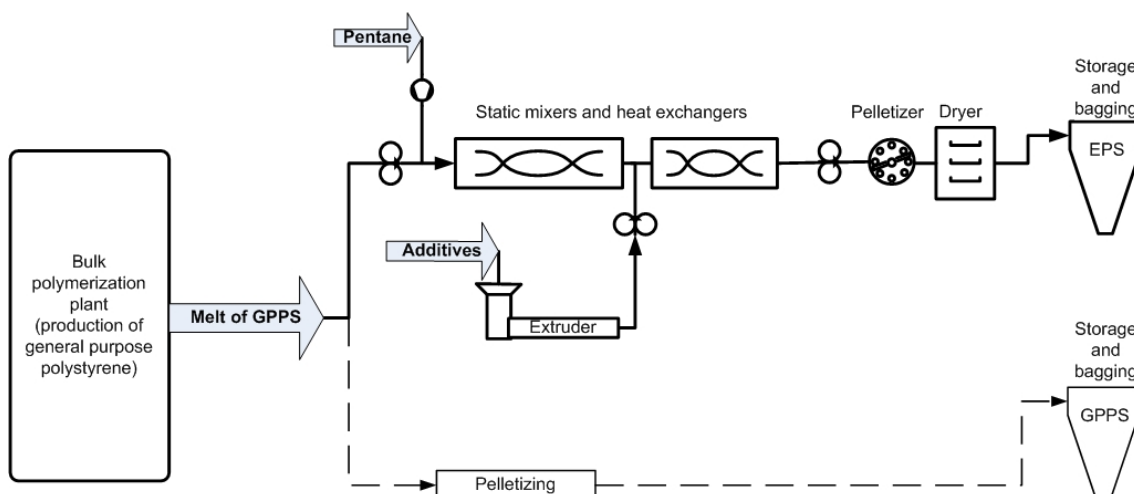 Pentane
Static mixers and heat exchangers
Pelletizer
Dryer
Storage
and
bagging
EPS
Additives
Extruder
Bulk
polymerization
plant
(production of
general purpose
polystyrene)
Melt of GPPS
Storage
and
bagging
GPPS
Pelletizing